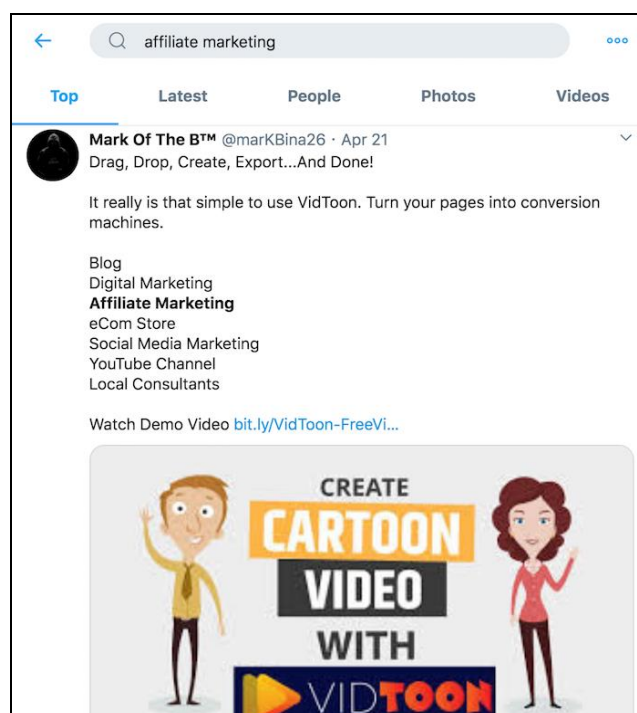 affiliate marketing
Top Latest People Photos Videos
Mark Of The B™ @marKBina26 · Apr 21
Drag, Drop, Create, Export...And Done!
It really is that simple to use VidToon. Turn your pages into conversion
machines.
Blog
Digital Marketing
Affiliate Marketing
eCom Store
Social Media Marketing
YouTube Channel
Local Consultants
Watch Demo Video bit.ly/VidToon-FreeVi...
CREATE
CARTOON
VIDEO
WITH
VIDTOON